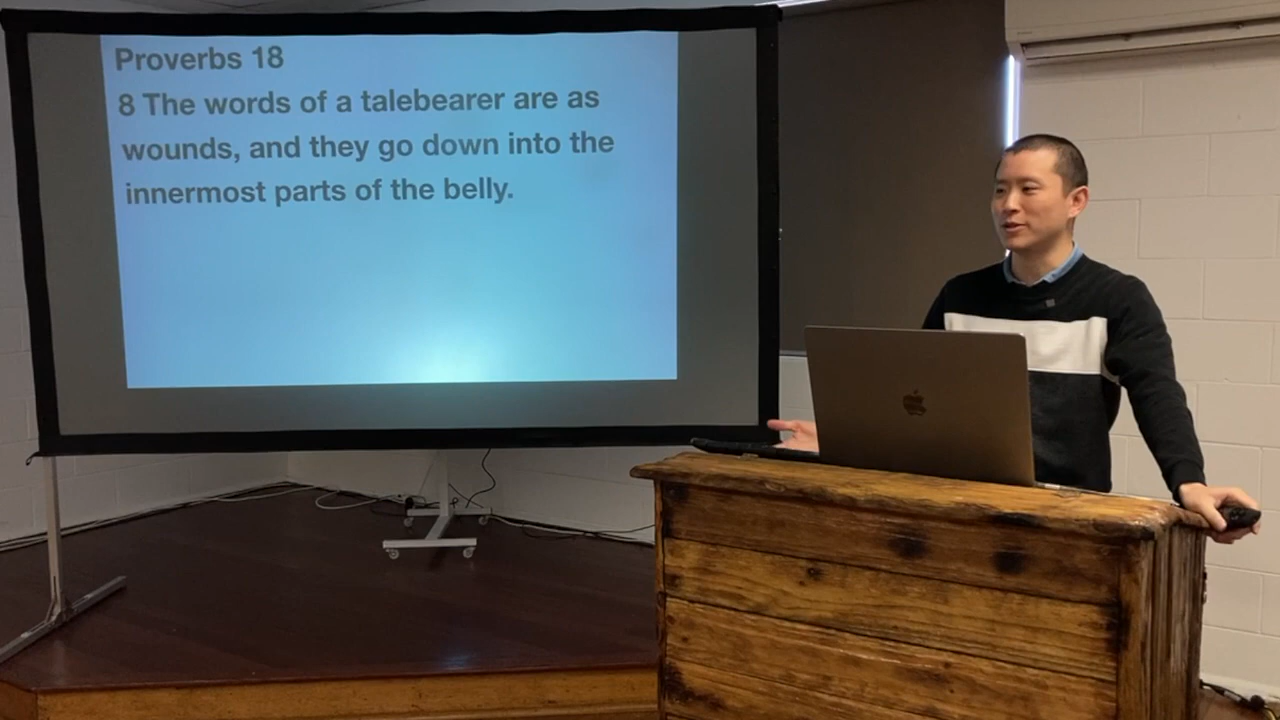 Proverbs 18
8 The words of a talebearer are as
wounds, and they go down into the
innermost parts of the belly.